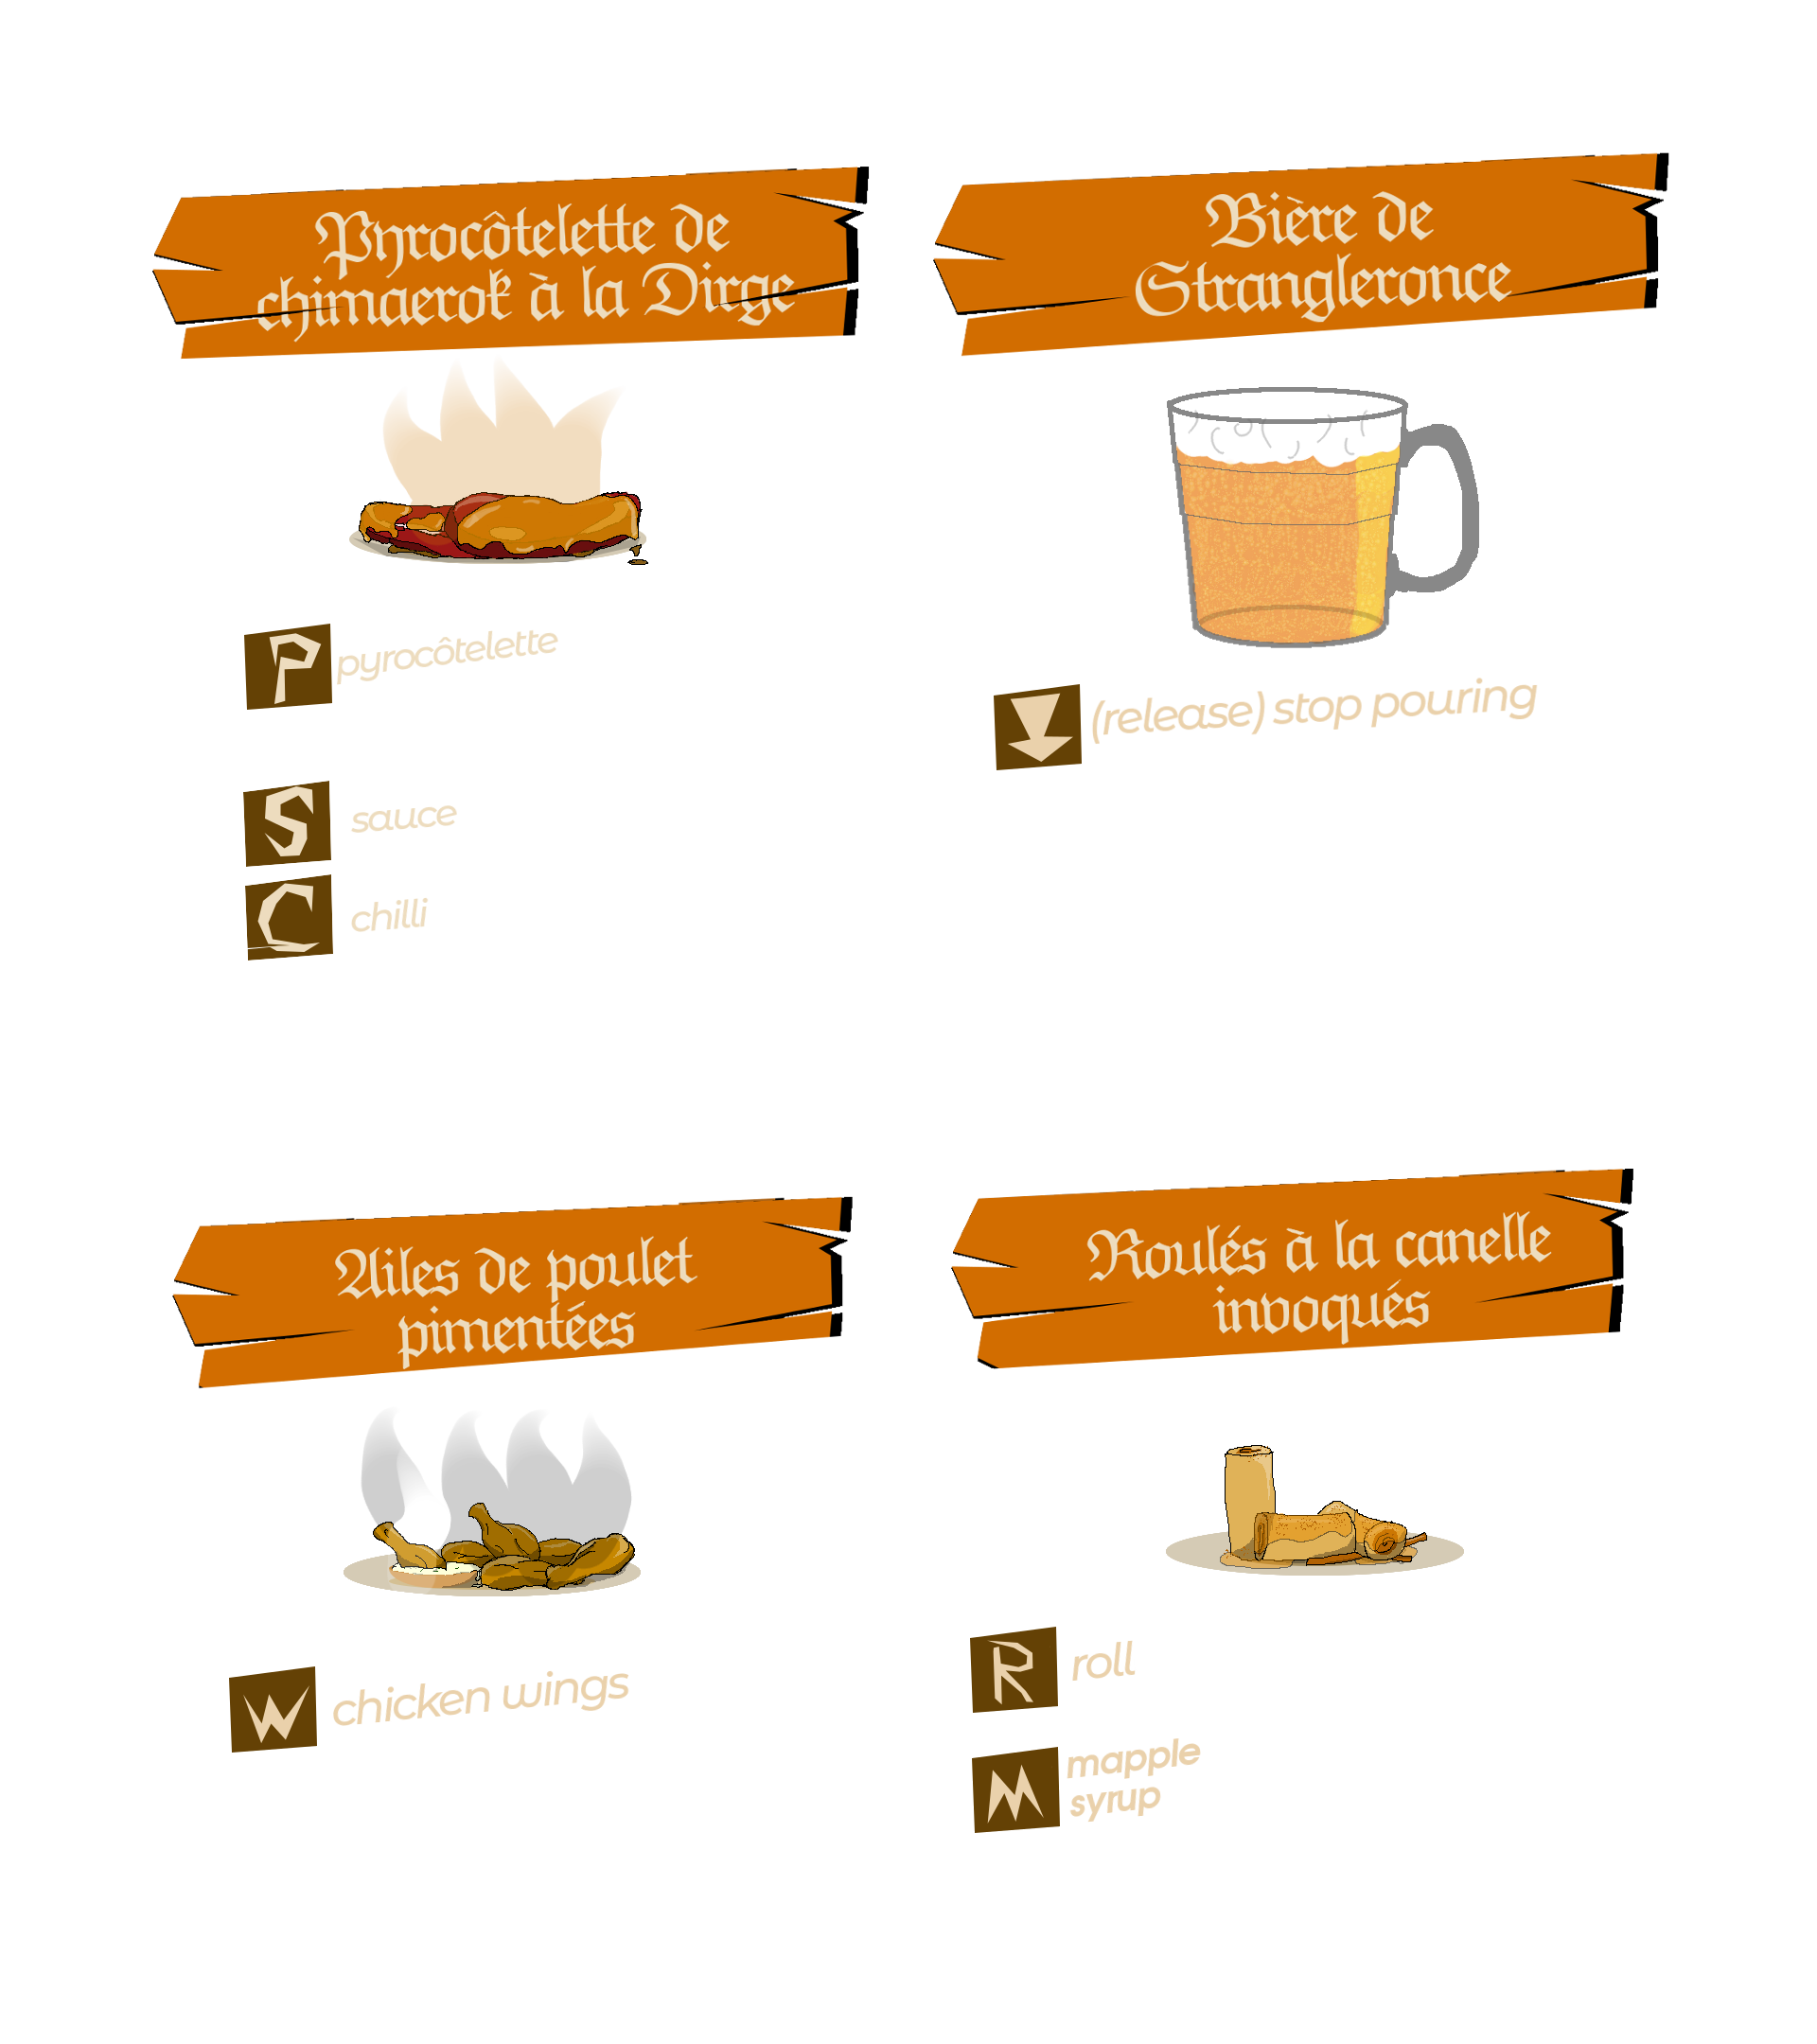 Pyrocôtelette de
chimaerok à la Dirge
P pyrocôtelette
S sauce
C chilli
Bière de
Strangleronce
(release) stop pouring
Ailes de poulet
pimentées
W chicken wings
Roulés à la canelle
invoqués
R roll
M mapple
syrup